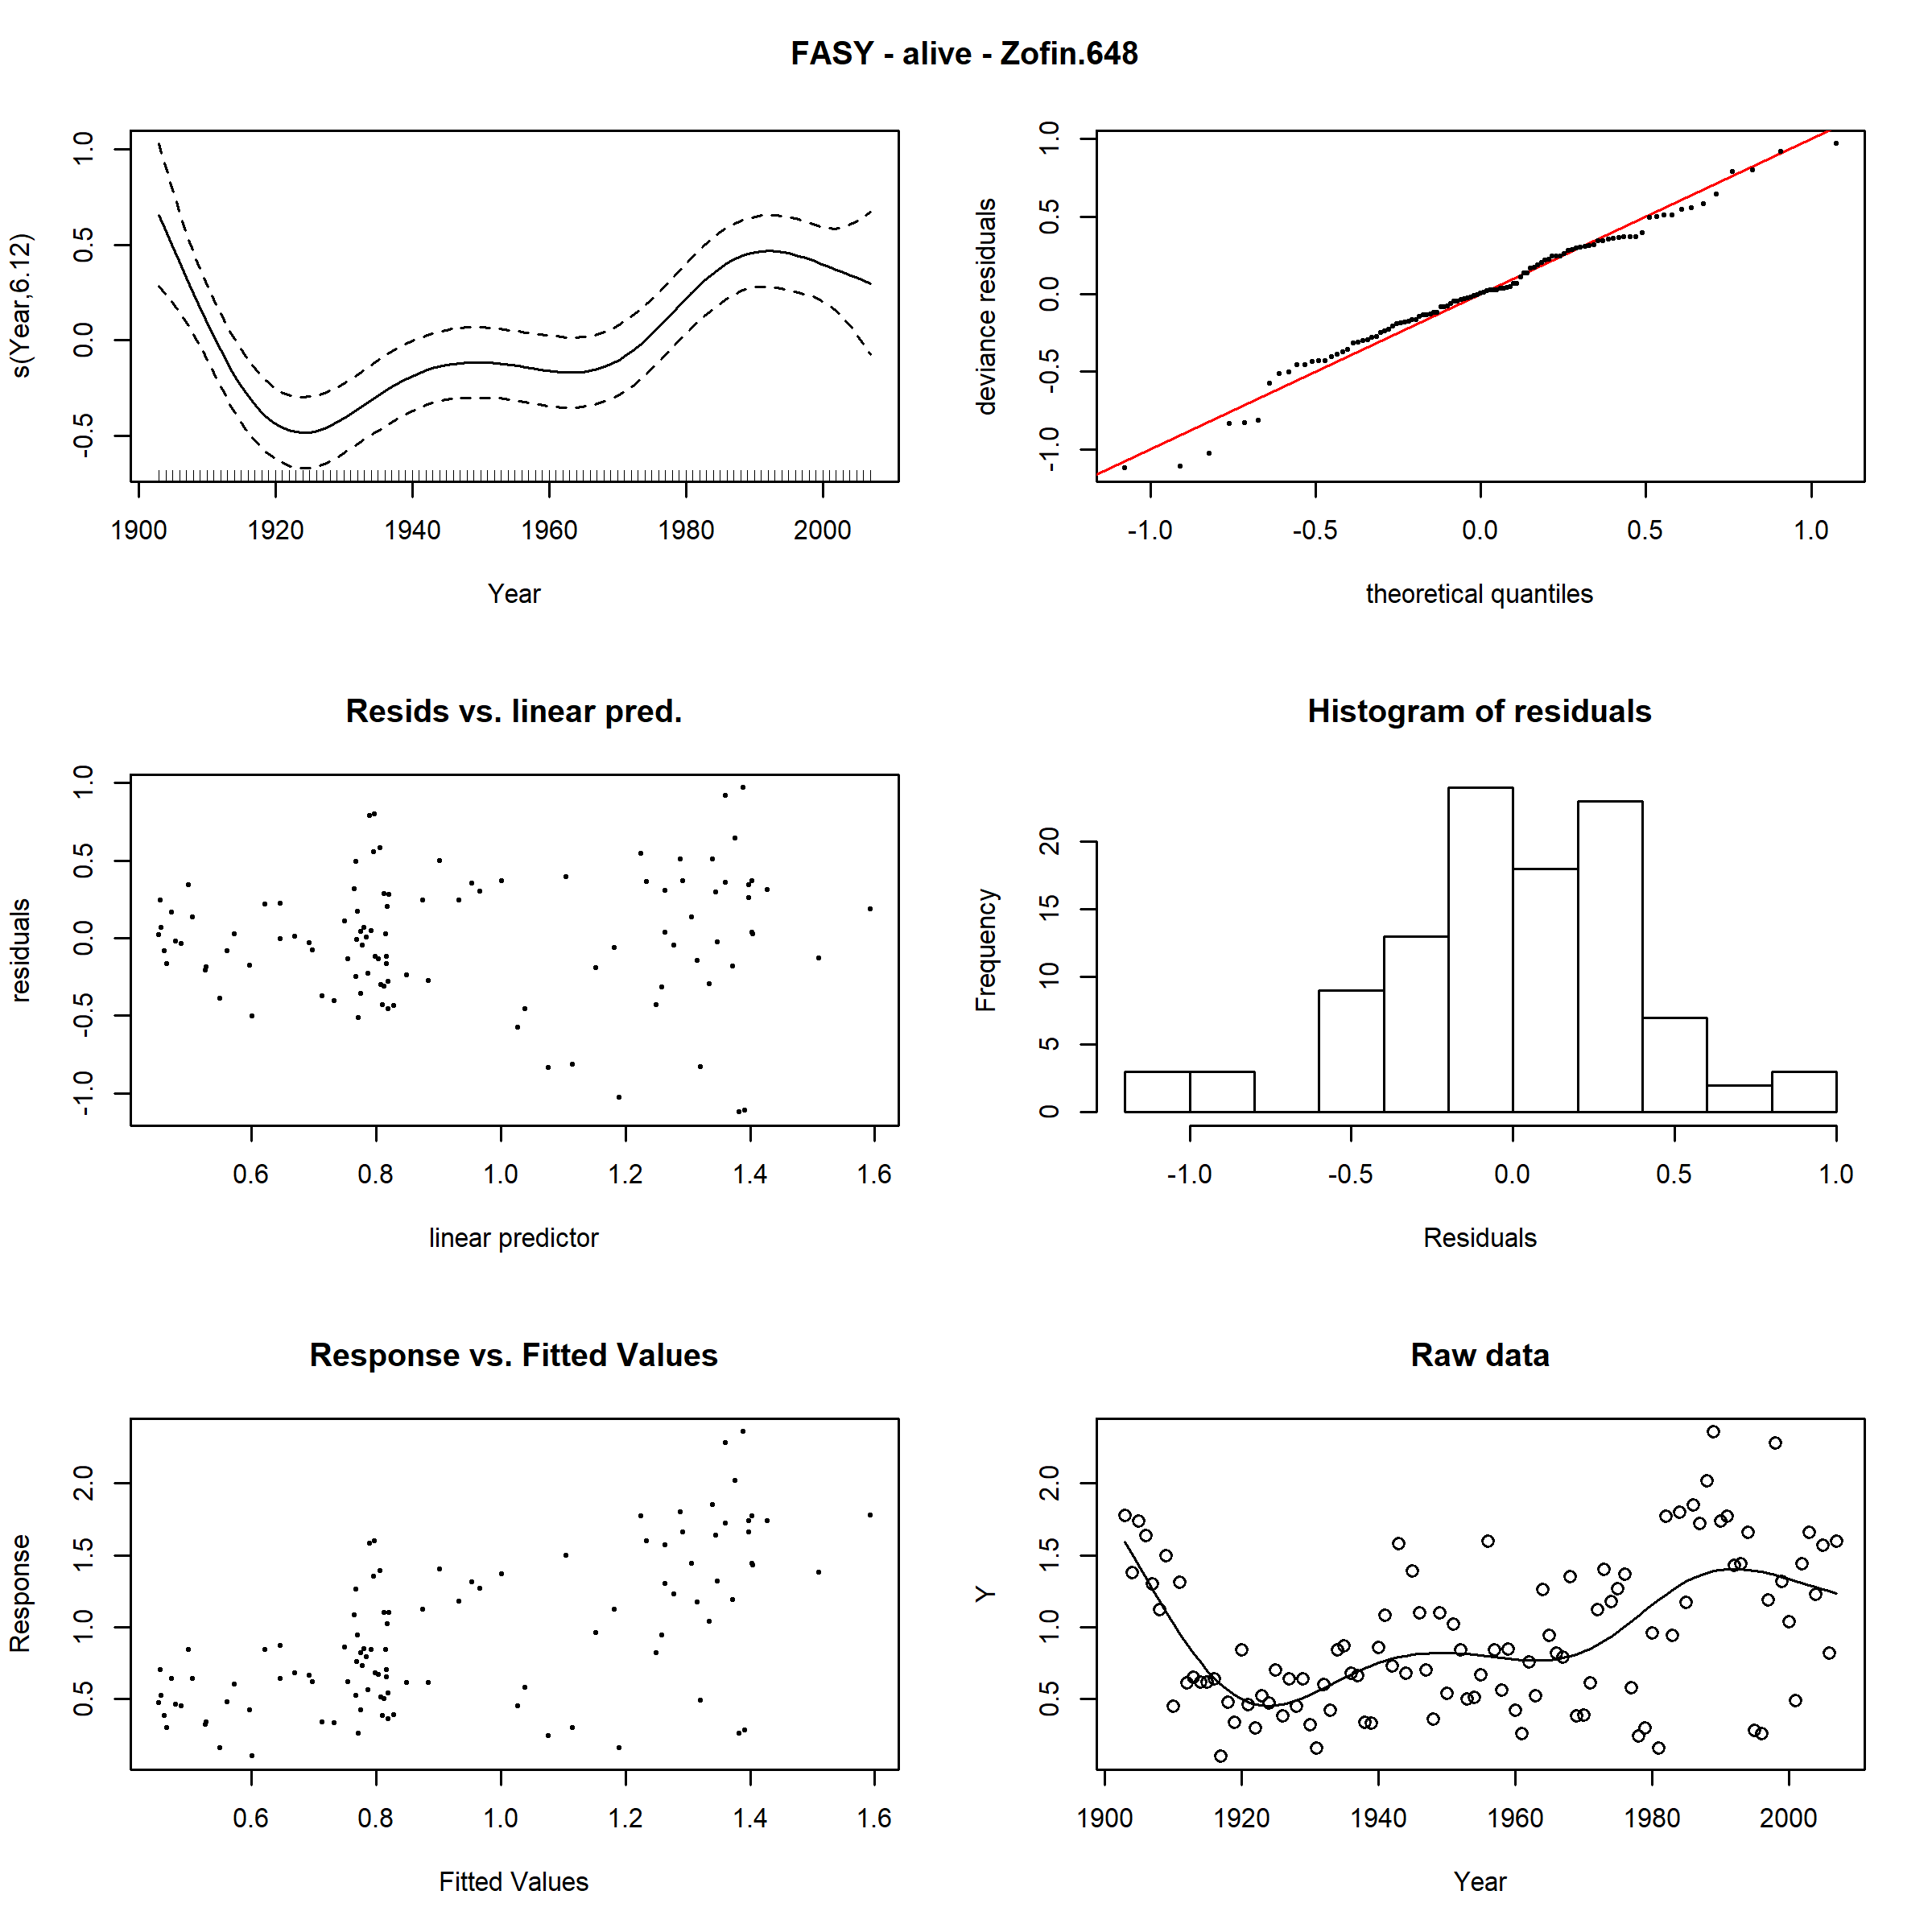 FASY - alive - Zofin.648
s(Year,6.12)
-0.5 0.0 0.5 1.0
1900 1920 1940 1960 1980 2000
Year
deviance residuals
-1.0 -0.5 0.0 0.5 1.0
-1.0 -0.5 0.0 0.5 1.0
theoretical quantiles
Resids vs. linear pred.
residuals
-1.0 -0.5 0.0 0.5 1.0
0.6 0.8 1.0 1.2 1.4 1.6
linear predictor
Histogram of residuals
Frequency
0 5 10 15 20
-1.0 -0.5 0.0 0.5 1.0
Residuals
Response vs. Fitted Values
Response
0.5 1.0 1.5 2.0
0.6 0.8 1.0 1.2 1.4 1.6
Fitted Values
Raw data
Y
0.5 1.0 1.5 2.0
1900 1920 1940 1960 1980 2000
Year